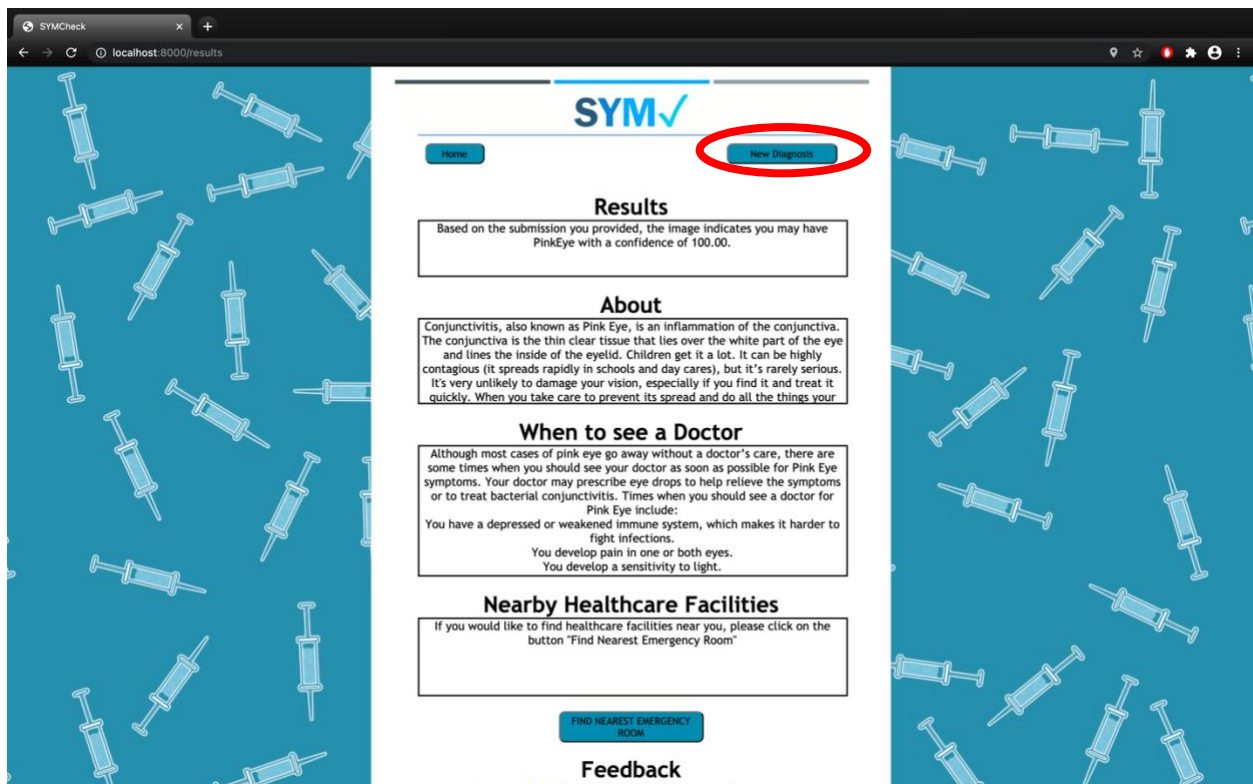 SYMCheck
localhost:8000/results
SYM✓
Home
New Diagnosis
Results
Based on the submission you provided, the image indicates you may have
PinkEye with a confidence of 100.00.
About
Conjunctivitis, also known as Pink Eye, is an inflammation of the conjunctiva.
The conjunctiva is the thin clear tissue that lies over the white part of the eye
and lines the inside of the eyelid. Children get it a lot. It can be highly
contagious (it spreads rapidly in schools and day cares), but it’s rarely serious.
It's very unlikely to damage your vision, especially if you find it and treat it
quickly. When you take care to prevent its spread and do all the things your
When to see a Doctor
Although most cases of pink eye go away without a doctor’s care, there are
some times when you should see your doctor as soon as possible for Pink Eye
symptoms. Your doctor may prescribe eye drops to help relieve the symptoms
or to treat bacterial conjunctivitis. Times when you should see a doctor for
Pink Eye include:
You have a depressed or weakened immune system, which makes it harder to
fight infections.
You develop pain in one or both eyes.
You develop a sensitivity to light.
Nearby Healthcare Facilities
If you would like to find healthcare facilities near you, please click on the
button "Find Nearest Emergency Room"
FIND NEAREST EMERGENCY
ROOM
Feedback